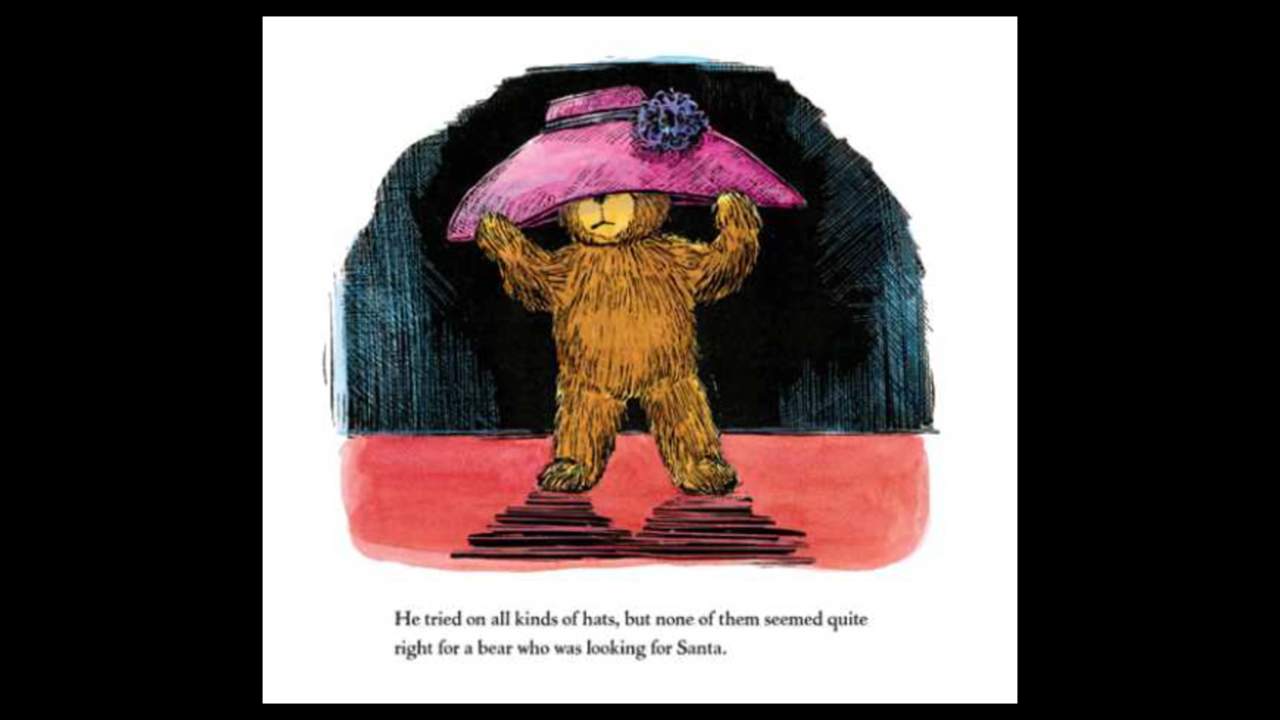 He tried on all kinds of hats, but none of them seemed quite
right for a bear who was looking for Santa.